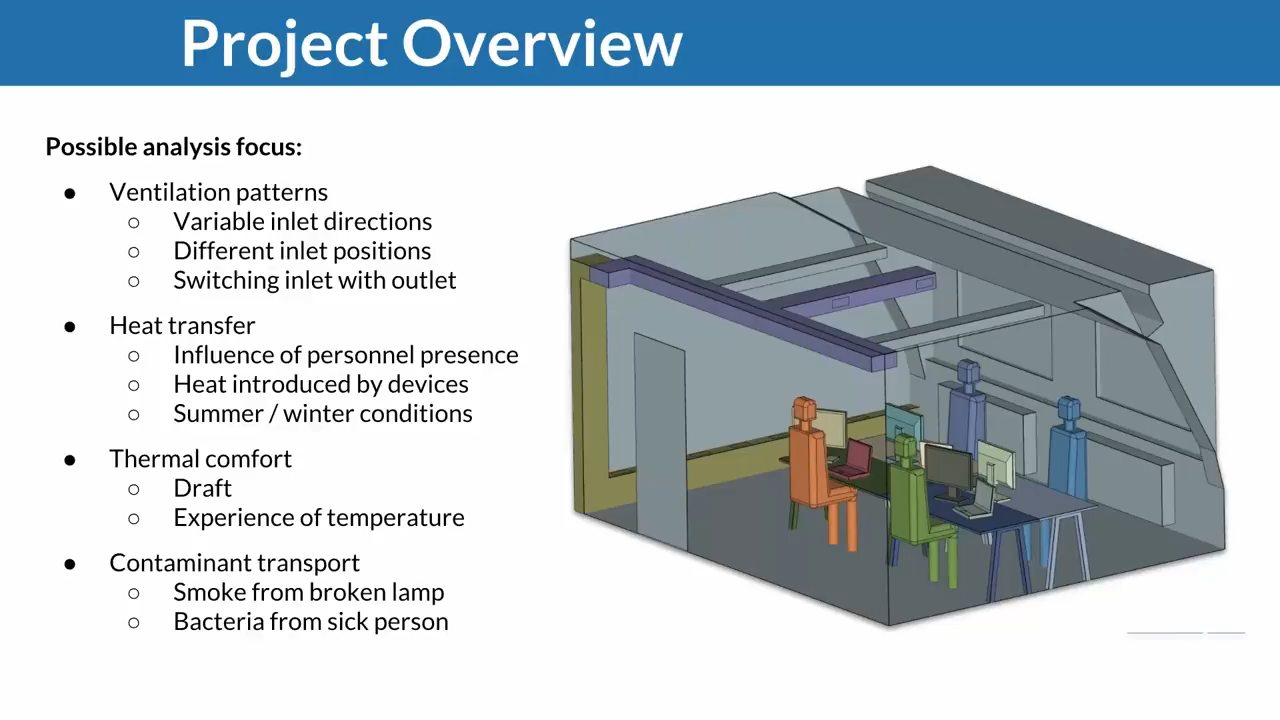 Project Overview
Possible analysis focus:
● Ventilation patterns
○ Variable inlet directions
○ Different inlet positions
○ Switching inlet with outlet
● Heat transfer
○ Influence of personnel presence
○ Heat introduced by devices
○ Summer / winter conditions
● Thermal comfort
○ Draft
○ Experience of temperature
● Contaminant transport
○ Smoke from broken lamp
○ Bacteria from sick person